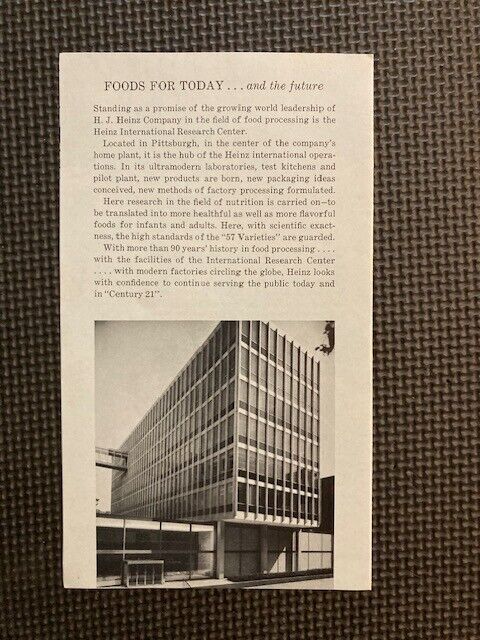 FOODS FOR TODAY . . . and the future
Standing as a promise of the growing world leadership of
H. J. Heinz Company in the field of food processing is the
Heinz International Research Center.
Located in Pittsburgh, in the center of the company's
home plant, it is the hub of the Heinz international opera-
tions. In its ultramodern laboratories, test kitchens and
pilot plant, new products are born, new packaging ideas
conceived, new methods of factory processing formulated.
Here research in the field of nutrition is carried on—to
be translated into more healthful as well as more flavorful
foods for infants and adults. Here, with scientific exact-
ness, the high standards of the "57 Varieties" are guarded.
With more than 90 years' history in food processing . . . .
with the facilities of the International Research Center
. . . . with modern factories circling the globe, Heinz looks
with confidence to continue serving the public today and
in "Century 21".